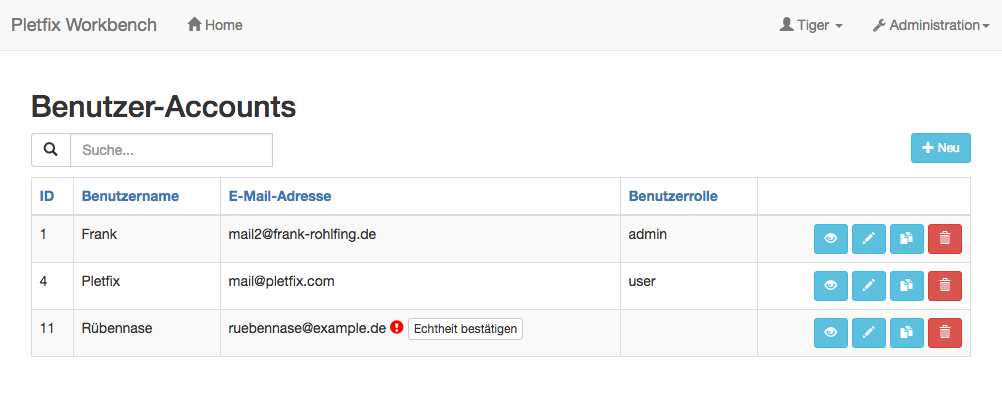 Pletfix Workbench Home Tiger Administration
Benutzer-Accounts
Suche... Neu
ID Benutzername E-Mail-Adresse Benutzerrolle
1 Frank mail2@frank-rohlfing.de admin
4 Pletfix mail@pletfix.com user
11 Rübennase ruebennase@example.de Echtheit bestätigen